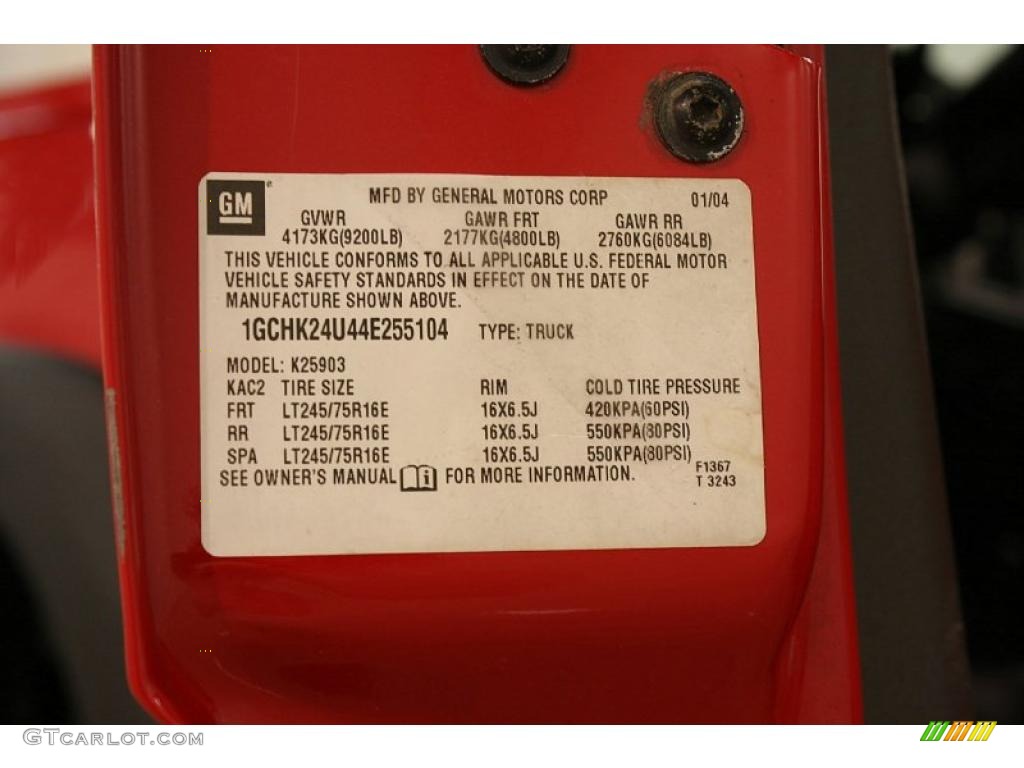 GM
MFD BY GENERAL MOTORS CORP 01/04
GVWR GAWR FRT GAWR RR
4173KG(9200LB) 2177KG(4800LB) 2760KG(6084LB)
THIS VEHICLE CONFORMS TO ALL APPLICABLE U.S. FEDERAL MOTOR
VEHICLE SAFETY STANDARDS IN EFFECT ON THE DATE OF
MANUFACTURE SHOWN ABOVE.
1GCHK24U44E255104 TYPE: TRUCK
MODEL: K25903
KAC2 TIRE SIZE RIM COLD TIRE PRESSURE
FRT LT245/75R16E 16X6.5J 420KPA(60PSI)
RR LT245/75R16E 16X6.5J 550KPA(80PSI)
SPA LT245/75R16E 16X6.5J 550KPA(80PSI)
SEE OWNER'S MANUAL i FOR MORE INFORMATION. F1367
T 3243
GTCARLOT.COM